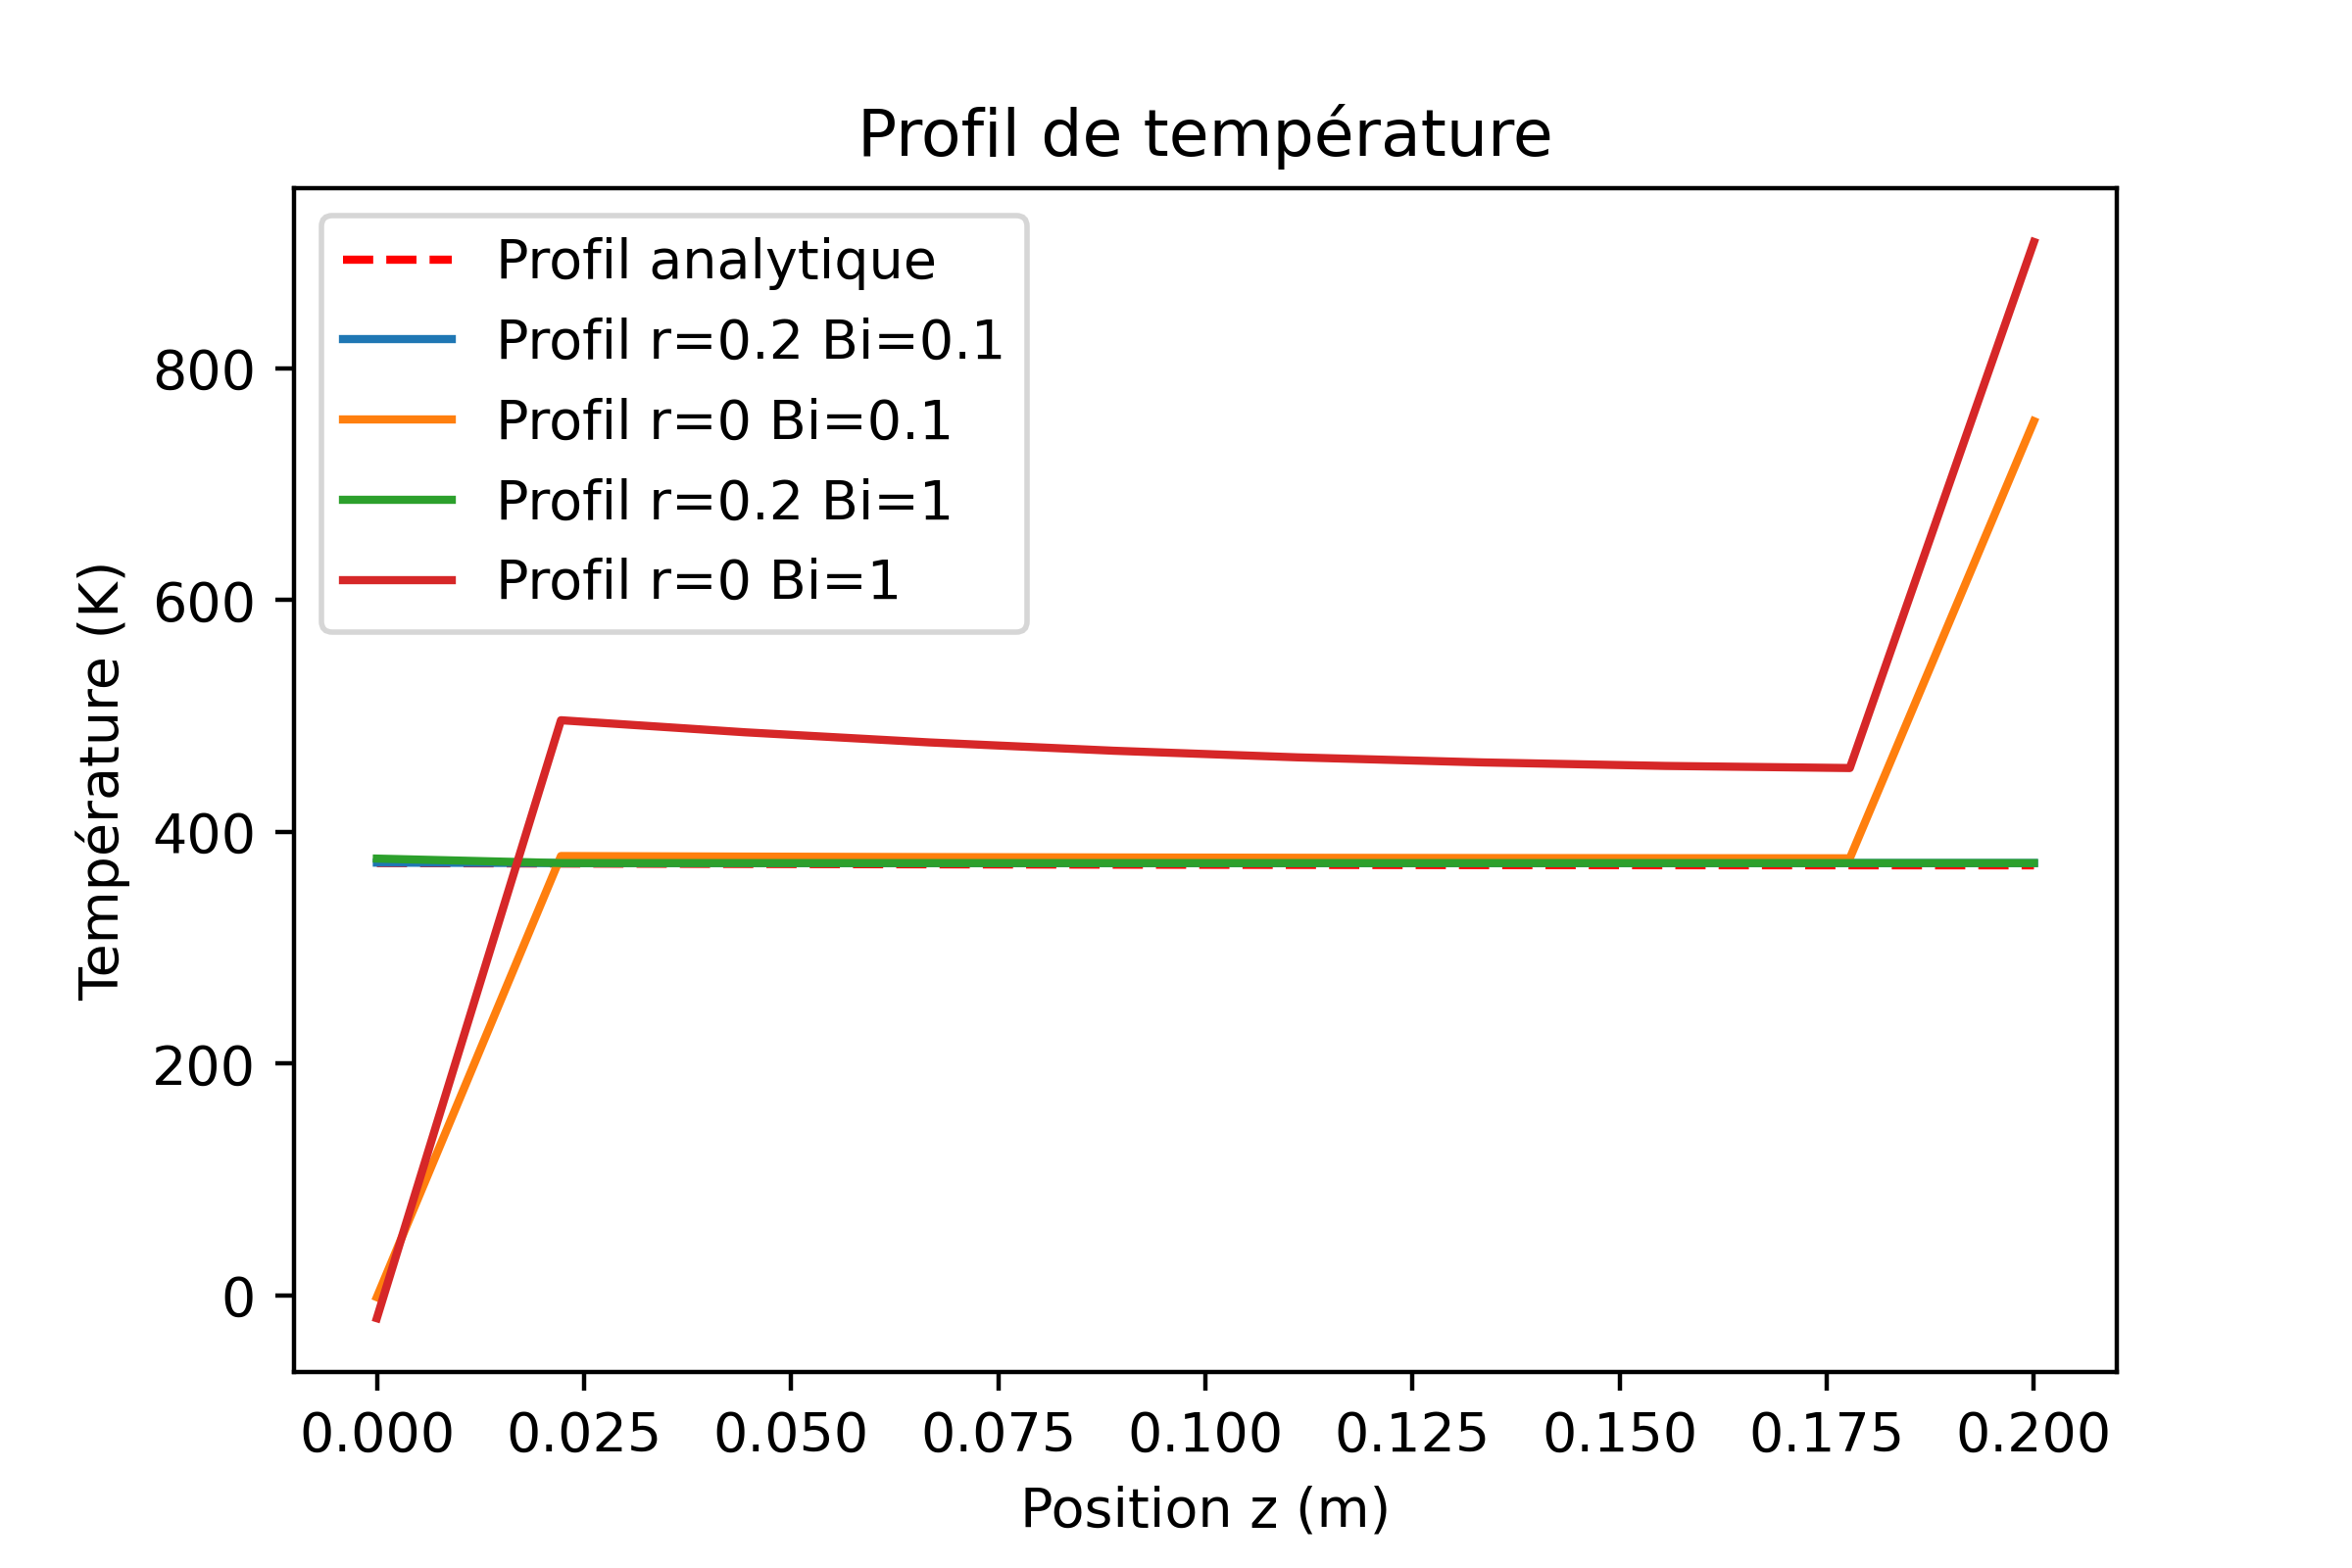 Profil de température
Profil analytique
Profil r=0.2 Bi=0.1
Profil r=0 Bi=0.1
Profil r=0.2 Bi=1
Profil r=0 Bi=1
Température (K)
800
600
400
200
0
0.000 0.025 0.050 0.075 0.100 0.125 0.150 0.175 0.200
Position z (m)